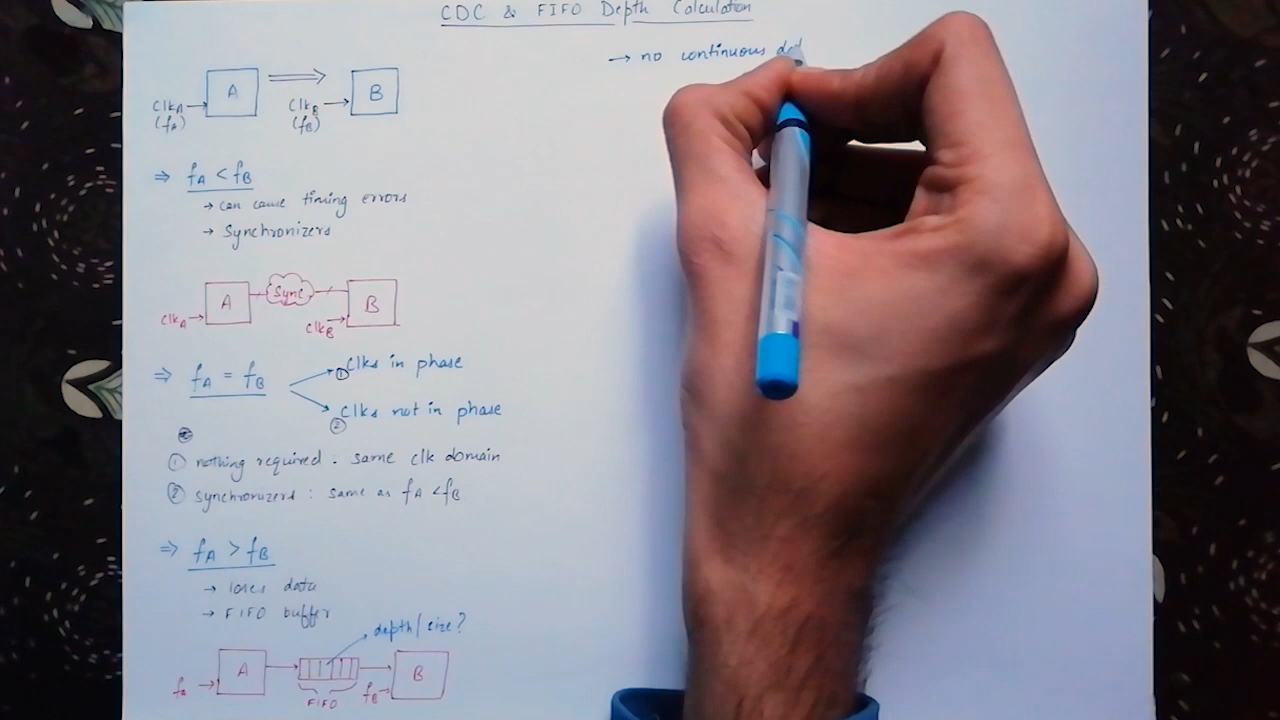 CDC & FIFO Depth Calculation
→ no continuous
A ⇒ B
ClkA → ClkB →
(fA) (fB)
⇒ fA < fB
→ can cause timing errors
→ Synchronizers
A Sync B
ClkA → ClkB →
⇒ fA = fB
① Clks in phase
② Clks not in phase
① nothing required. same clk domain
② synchronizers : same as fA < fB
⇒ fA > fB
→ loses data
→ FIFO buffer
depth/size?
A → → B
FIFO fB